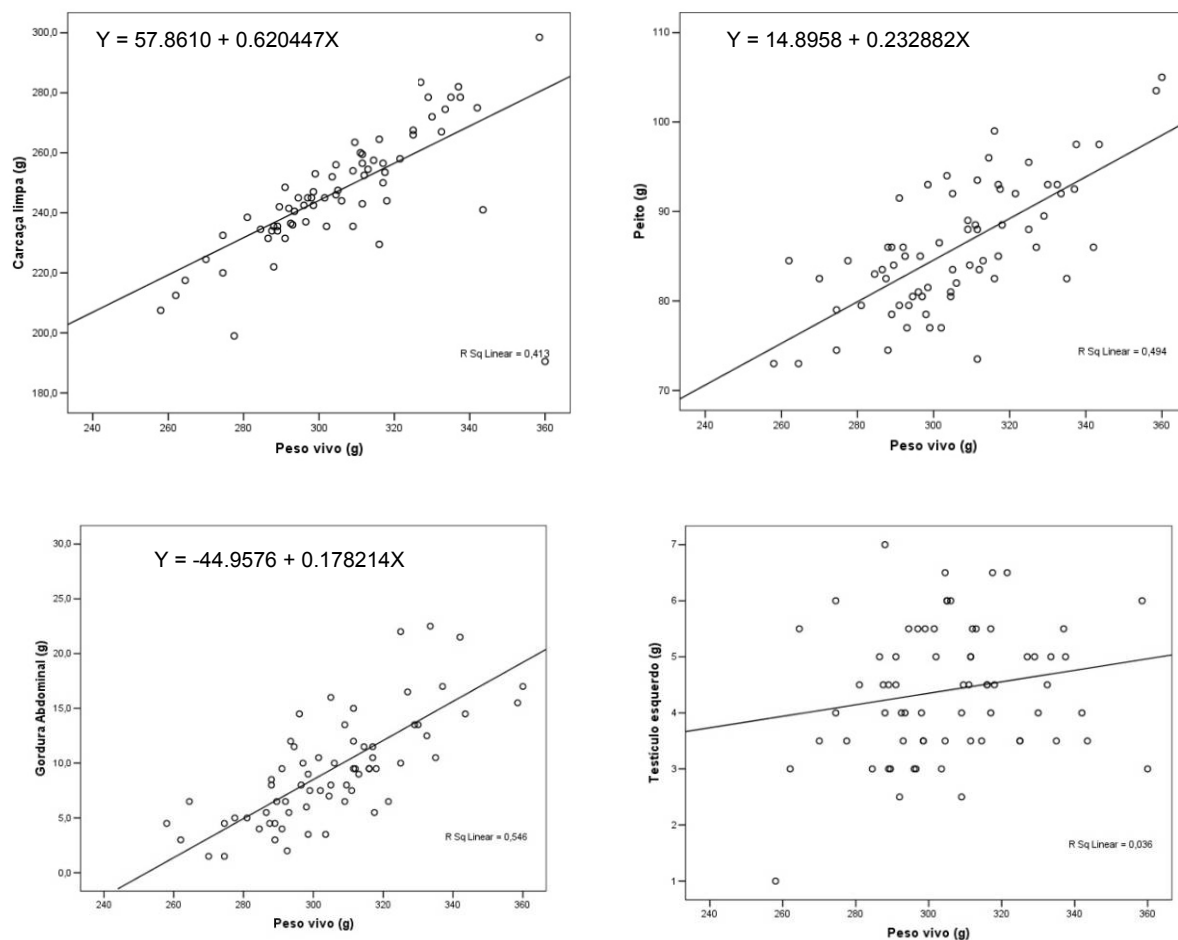 Y = 57.8610 + 0.620447X
300,0
280,0
260,0
240,0
220,0
200,0
180,0
Carcaça limpa (g)
R Sq Linear = 0,413
240 260 280 300 320 340 360
Peso vivo (g)
Y = 14.8958 + 0.232882X
110
100
90
80
70
Peito (g)
R Sq Linear = 0,494
240 260 280 300 320 340 360
Peso vivo (g)
Y = -44.9576 + 0.178214X
30,0
25,0
20,0
15,0
10,0
5,0
0,0
Gordura Abdominal (g)
R Sq Linear = 0,546
240 260 280 300 320 340 360
Peso vivo (g)
7
6
5
4
3
2
1
Testículo esquerdo (g)
R Sq Linear = 0,036
240 260 280 300 320 340 360
Peso vivo (g)